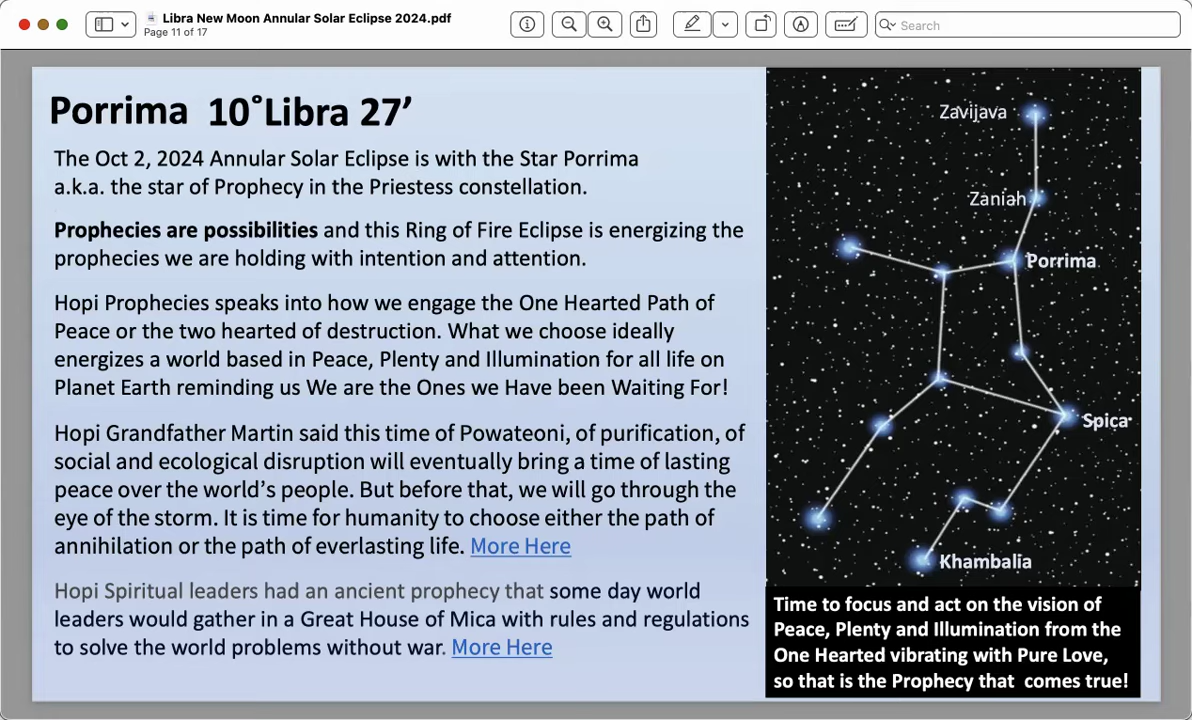 Libra New Moon Annular Solar Eclipse 2024.pdf
Page 11 of 17
Search
Porrima 10°Libra 27’
The Oct 2, 2024 Annular Solar Eclipse is with the Star Porrima
a.k.a. the star of Prophecy in the Priestess constellation.
Prophecies are possibilities and this Ring of Fire Eclipse is energizing the
prophecies we are holding with intention and attention.
Hopi Prophecies speaks into how we engage the One Hearted Path of
Peace or the two hearted of destruction. What we choose ideally
energizes a world based in Peace, Plenty and Illumination for all life on
Planet Earth reminding us We are the Ones we Have been Waiting For!
Hopi Grandfather Martin said this time of Powateoni, of purification, of
social and ecological disruption will eventually bring a time of lasting
peace over the world’s people. But before that, we will go through the
eye of the storm. It is time for humanity to choose either the path of
annihilation or the path of everlasting life. More Here
Hopi Spiritual leaders had an ancient prophecy that some day world
leaders would gather in a Great House of Mica with rules and regulations
to solve the world problems without war. More Here
Zavijava
Zaniah
Porrima
Spica
Khambalia
Time to focus and act on the vision of
Peace, Plenty and Illumination from the
One Hearted vibrating with Pure Love,
so that is the Prophecy that comes true!